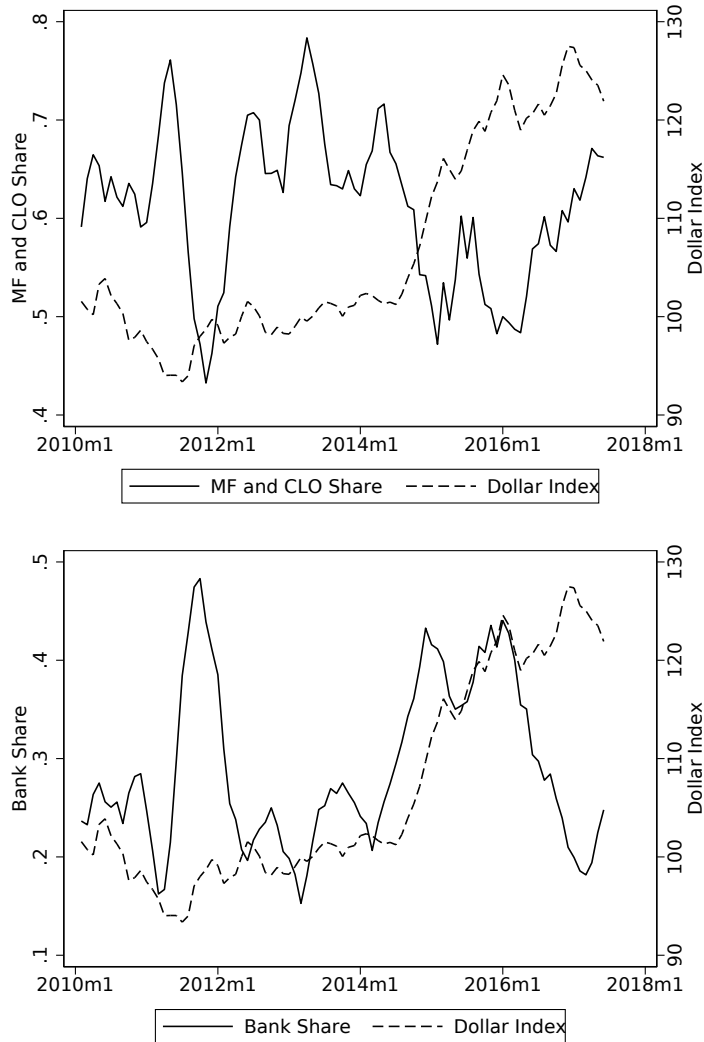 .8
.7
.6
.5
.4
MF and CLO Share
130
120
110
100
90
Dollar Index
2010m1 2012m1 2014m1 2016m1 2018m1
MF and CLO Share Dollar Index
.5
.4
.3
.2
.1
Bank Share
130
120
110
100
90
Dollar Index
2010m1 2012m1 2014m1 2016m1 2018m1
Bank Share Dollar Index